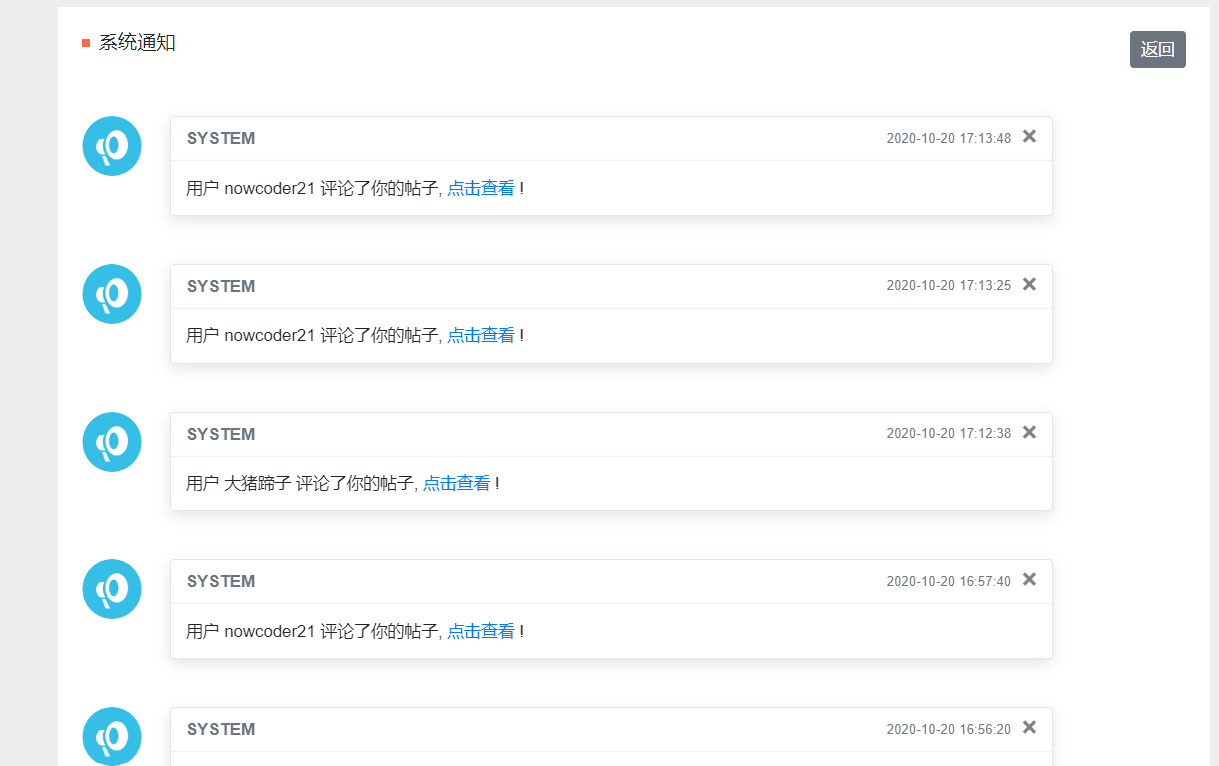 系统通知
返回
SYSTEM 2020-10-20 17:13:48 ×
用户 nowcoder21 评论了你的帖子, 点击查看 !
SYSTEM 2020-10-20 17:13:25 ×
用户 nowcoder21 评论了你的帖子, 点击查看 !
SYSTEM 2020-10-20 17:12:38 ×
用户 大猪蹄子 评论了你的帖子, 点击查看 !
SYSTEM 2020-10-20 16:57:40 ×
用户 nowcoder21 评论了你的帖子, 点击查看 !
SYSTEM 2020-10-20 16:56:20 ×